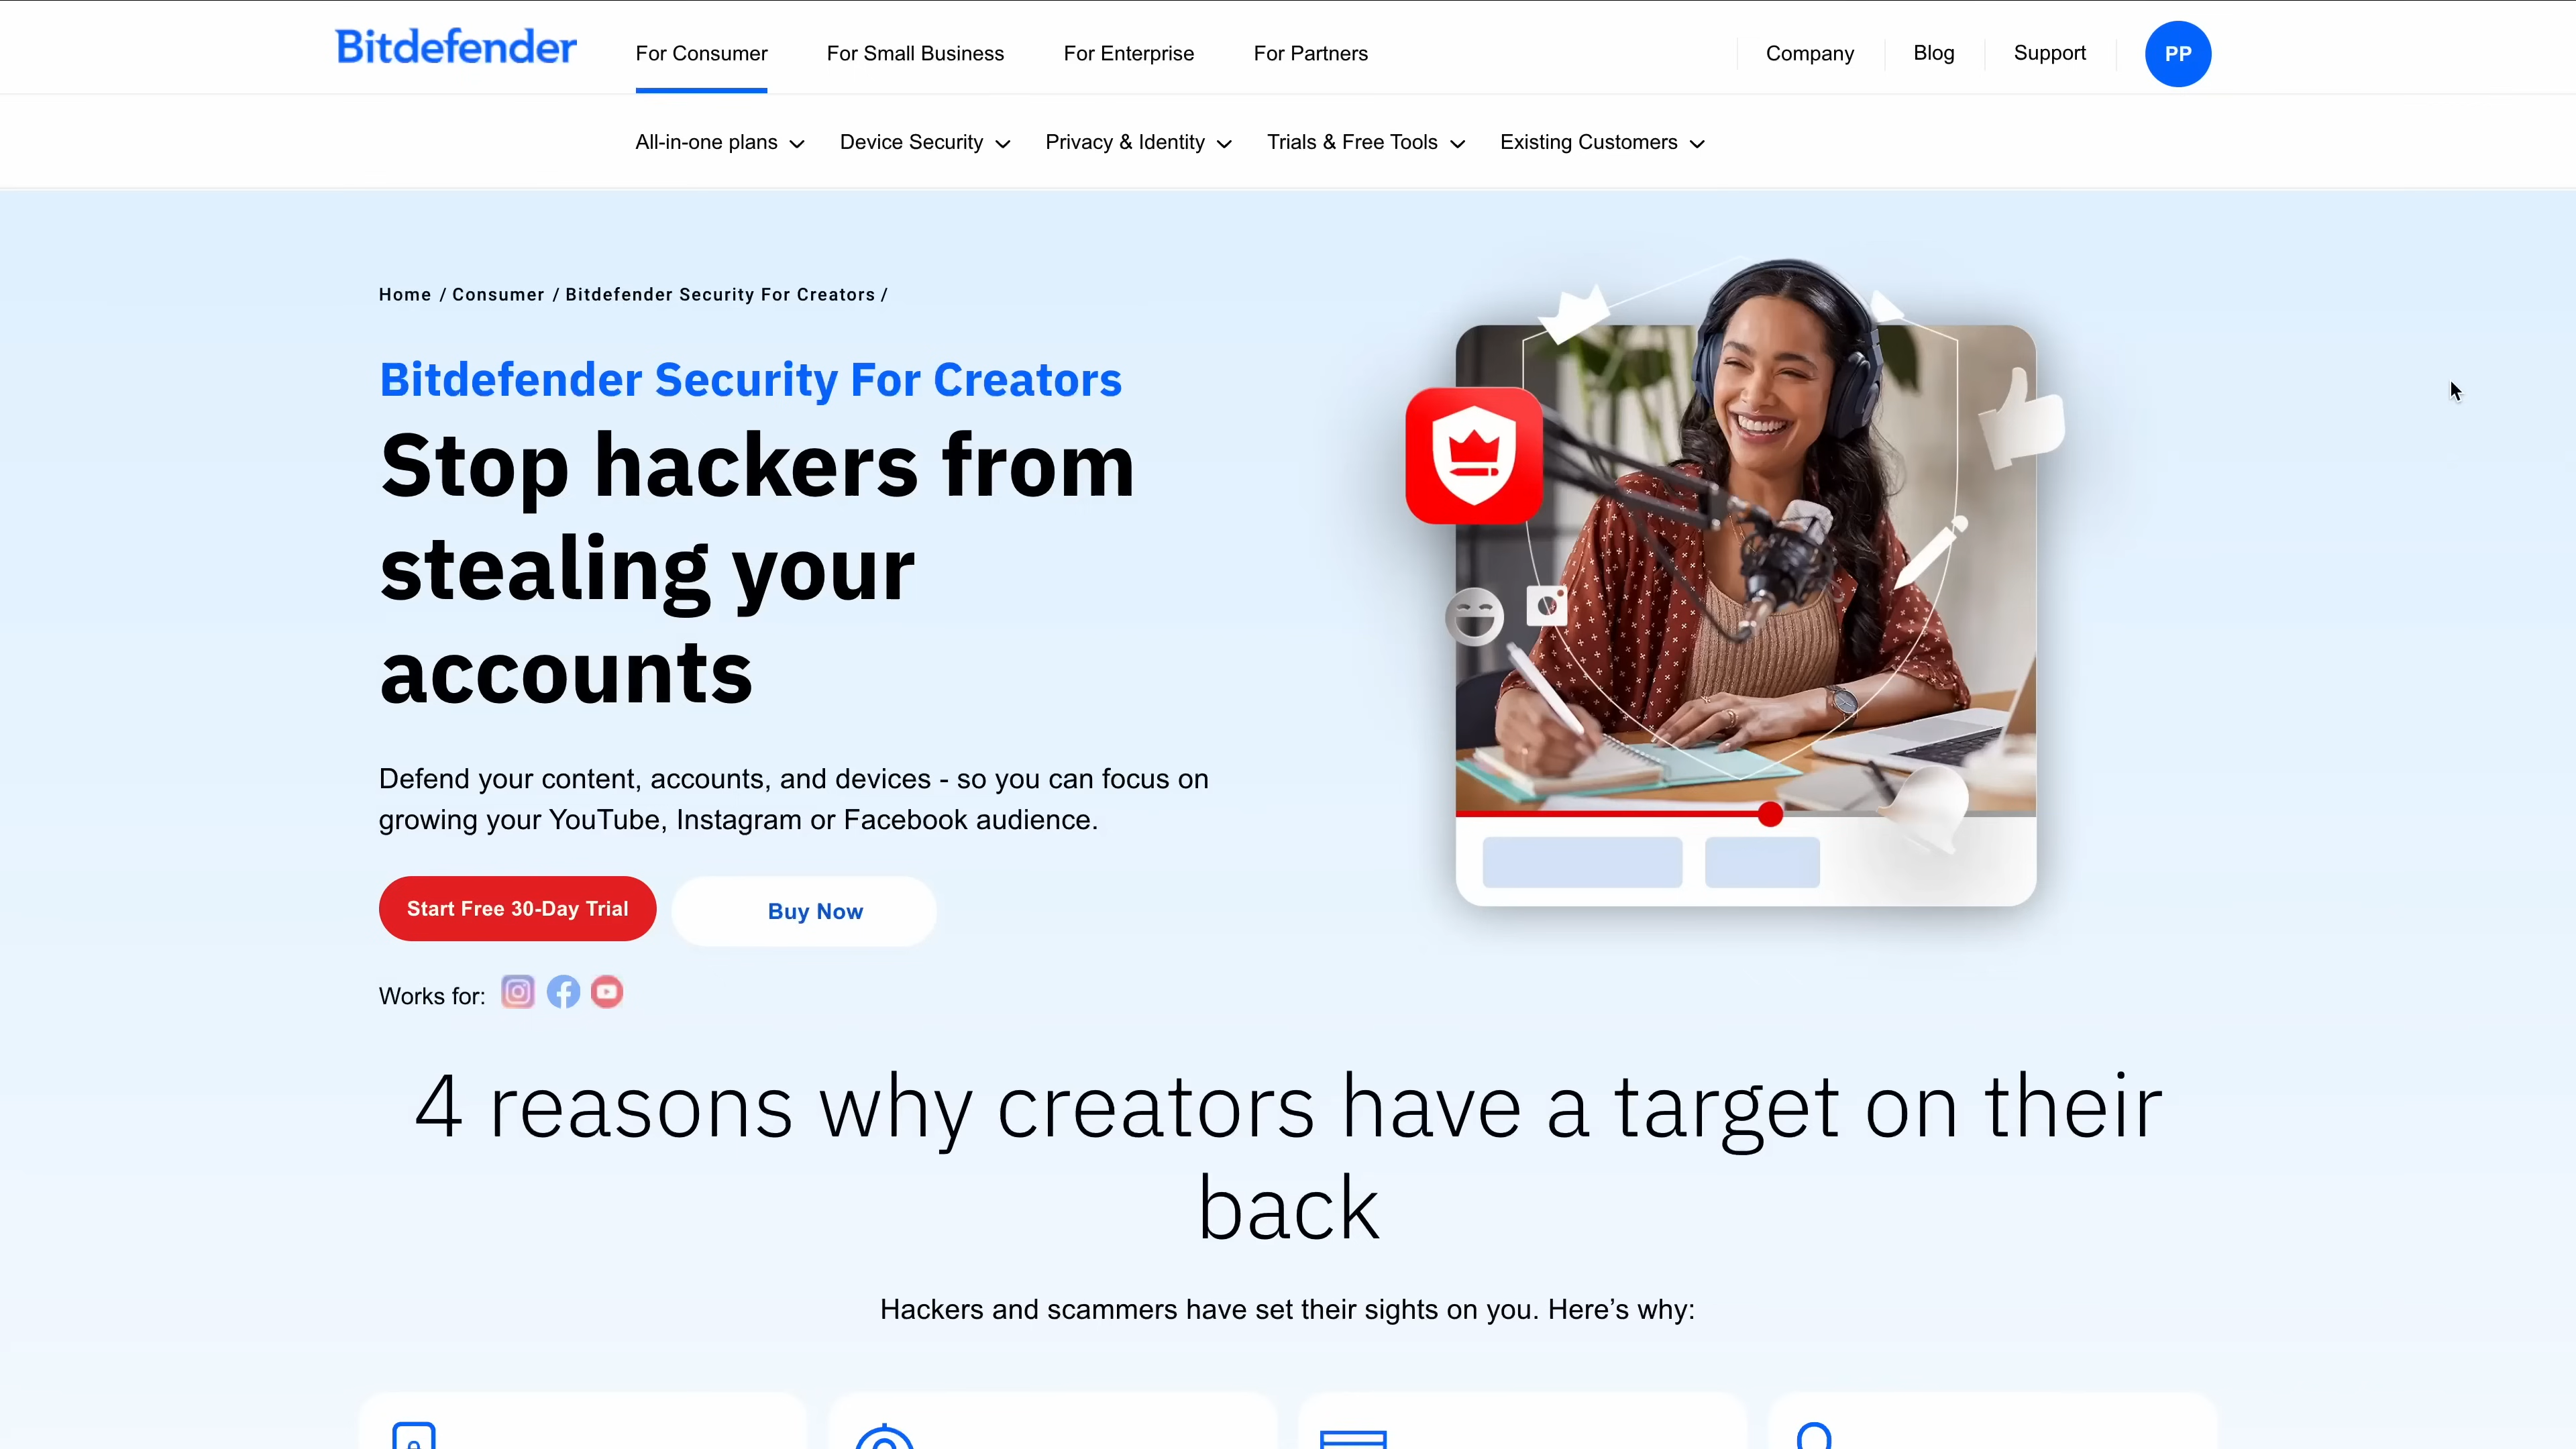 Bitdefender
For Consumer
For Small Business
For Enterprise
For Partners
Company
Blog
Support
PP
All-in-one plans
Device Security
Privacy & Identity
Trials & Free Tools
Existing Customers
Home / Consumer / Bitdefender Security For Creators /
Bitdefender Security For Creators
Stop hackers from
stealing your
accounts
Defend your content, accounts, and devices - so you can focus on
growing your YouTube, Instagram or Facebook audience.
Start Free 30-Day Trial
Buy Now
Works for:
4 reasons why creators have a target on their
back
Hackers and scammers have set their sights on you. Here’s why: